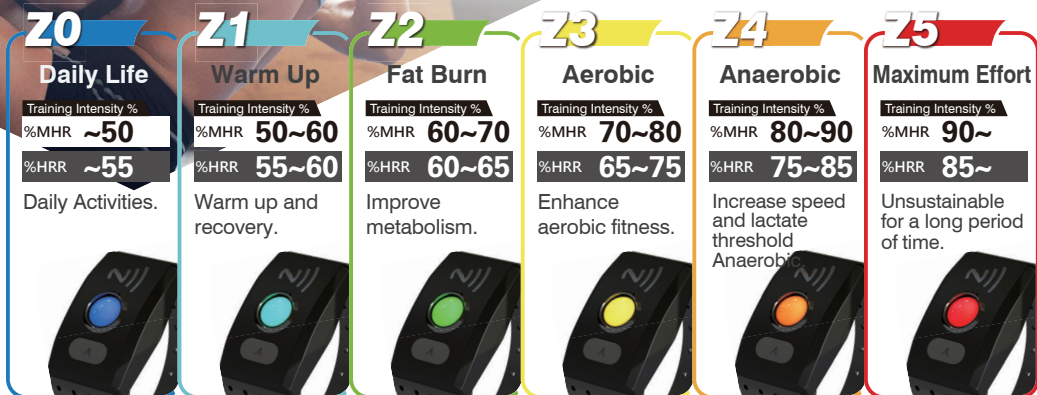 Z0
Daily Life
Training Intensity %
%MHR ~50
%HRR ~55
Daily Activities.
Z1
Warm Up
Training Intensity %
%MHR 50~60
%HRR 55~60
Warm up and
recovery.
Z2
Fat Burn
Training Intensity %
%MHR 60~70
%HRR 60~65
Improve
metabolism.
Z3
Aerobic
Training Intensity %
%MHR 70~80
%HRR 65~75
Enhance
aerobic fitness.
Z4
Anaerobic
Training Intensity %
%MHR 80~90
%HRR 75~85
Increase speed
and lactate
threshold
Anaerobic.
Z5
Maximum Effort
Training Intensity %
%MHR 90~
%HRR 85~
Unsustainable
for a long period
of time.